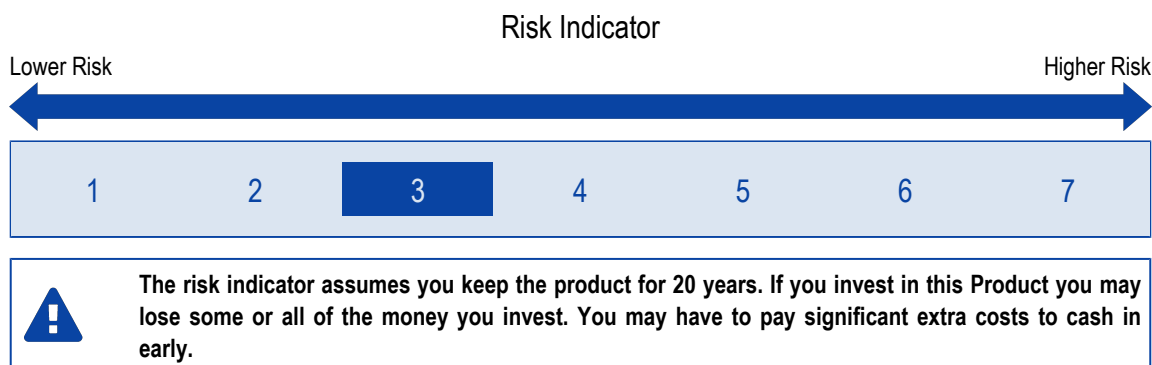 Risk Indicator
Lower Risk Higher Risk
1 2 3 4 5 6 7
The risk indicator assumes you keep the product for 20 years. If you invest in this Product you may
lose some or all of the money you invest. You may have to pay significant extra costs to cash in
early.